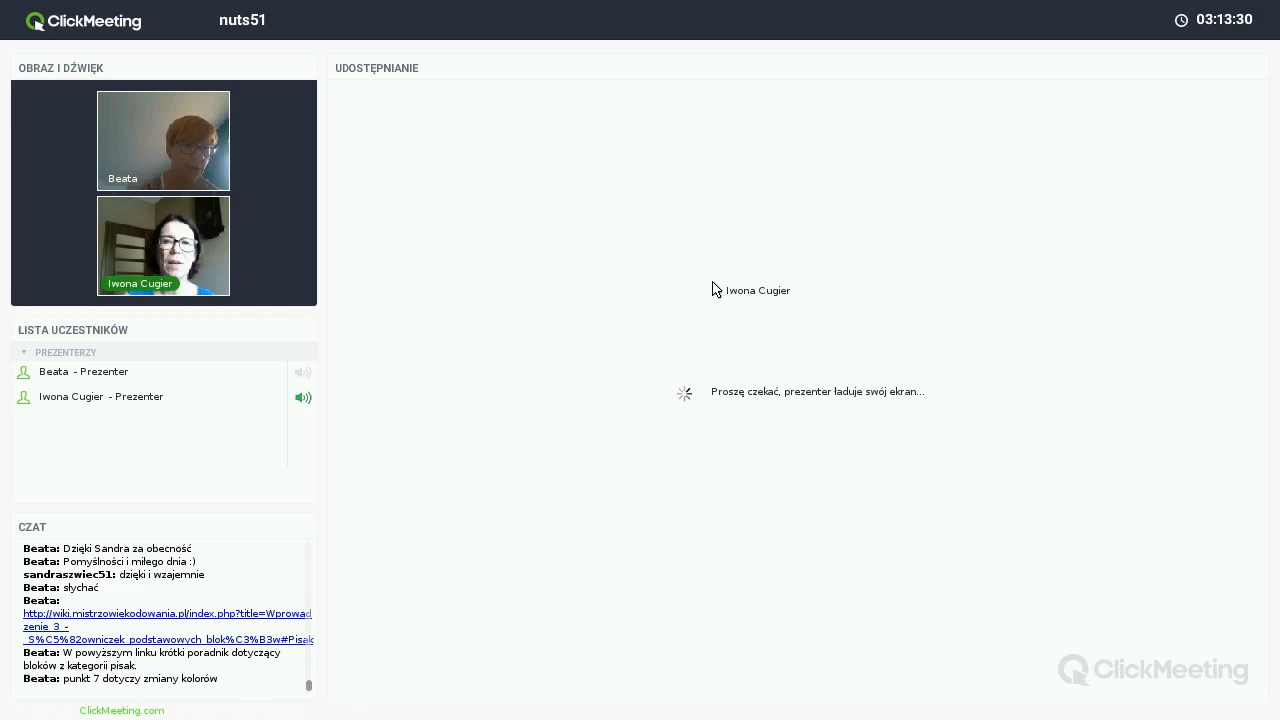 ClickMeeting
nuts51
03:13:30
OBRAZ I DŹWIĘK
Beata
Iwona Cugier
LISTA UCZESTNIKÓW
PREZENTERZY
Beata - Prezenter
Iwona Cugier - Prezenter
CZAT
Beata: Dzięki Sandra za obecność
Beata: Pomyślności i miłego dnia :)
sandraszwiec51: dzięki i wzajemnie
Beata: słychać
Beata:
http://wiki.mistrzowiekodowania.pl/index.php?title=Wprowad
zenie_3_-
_S%C5%82owniczek_podstawowych_blok%C3%B3w#Pisak
Beata: W powyższym linku krótki poradnik dotyczący
bloków z kategorii pisak.
Beata: punkt 7 dotyczy zmiany kolorów
ClickMeeting.com
UDOSTĘPNIANIE
Iwona Cugier
Proszę czekać, prezenter ładuje swój ekran...
ClickMeeting